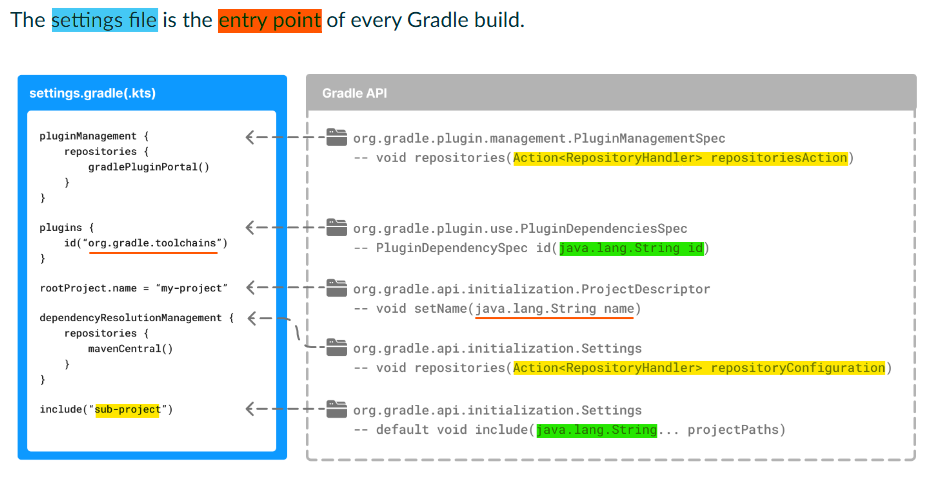 The settings file is the entry point of every Gradle build.
settings.gradle(.kts)
pluginManagement {
repositories {
gradlePluginPortal()
}
}
plugins {
id("org.gradle.toolchains")
}
rootProject.name = "my-project"
dependencyResolutionManagement {
repositories {
mavenCentral()
}
}
include("sub-project")
Gradle API
org.gradle.plugin.management.PluginManagementSpec
-- void repositories(Action<RepositoryHandler> repositoriesAction)
org.gradle.plugin.use.PluginDependenciesSpec
-- PluginDependencySpec id(java.lang.String id)
org.gradle.api.initialization.ProjectDescriptor
-- void setName(java.lang.String name)
org.gradle.api.initialization.Settings
-- void repositories(Action<RepositoryHandler> repositoryConfiguration)
org.gradle.api.initialization.Settings
-- default void include(java.lang.String... projectPaths)